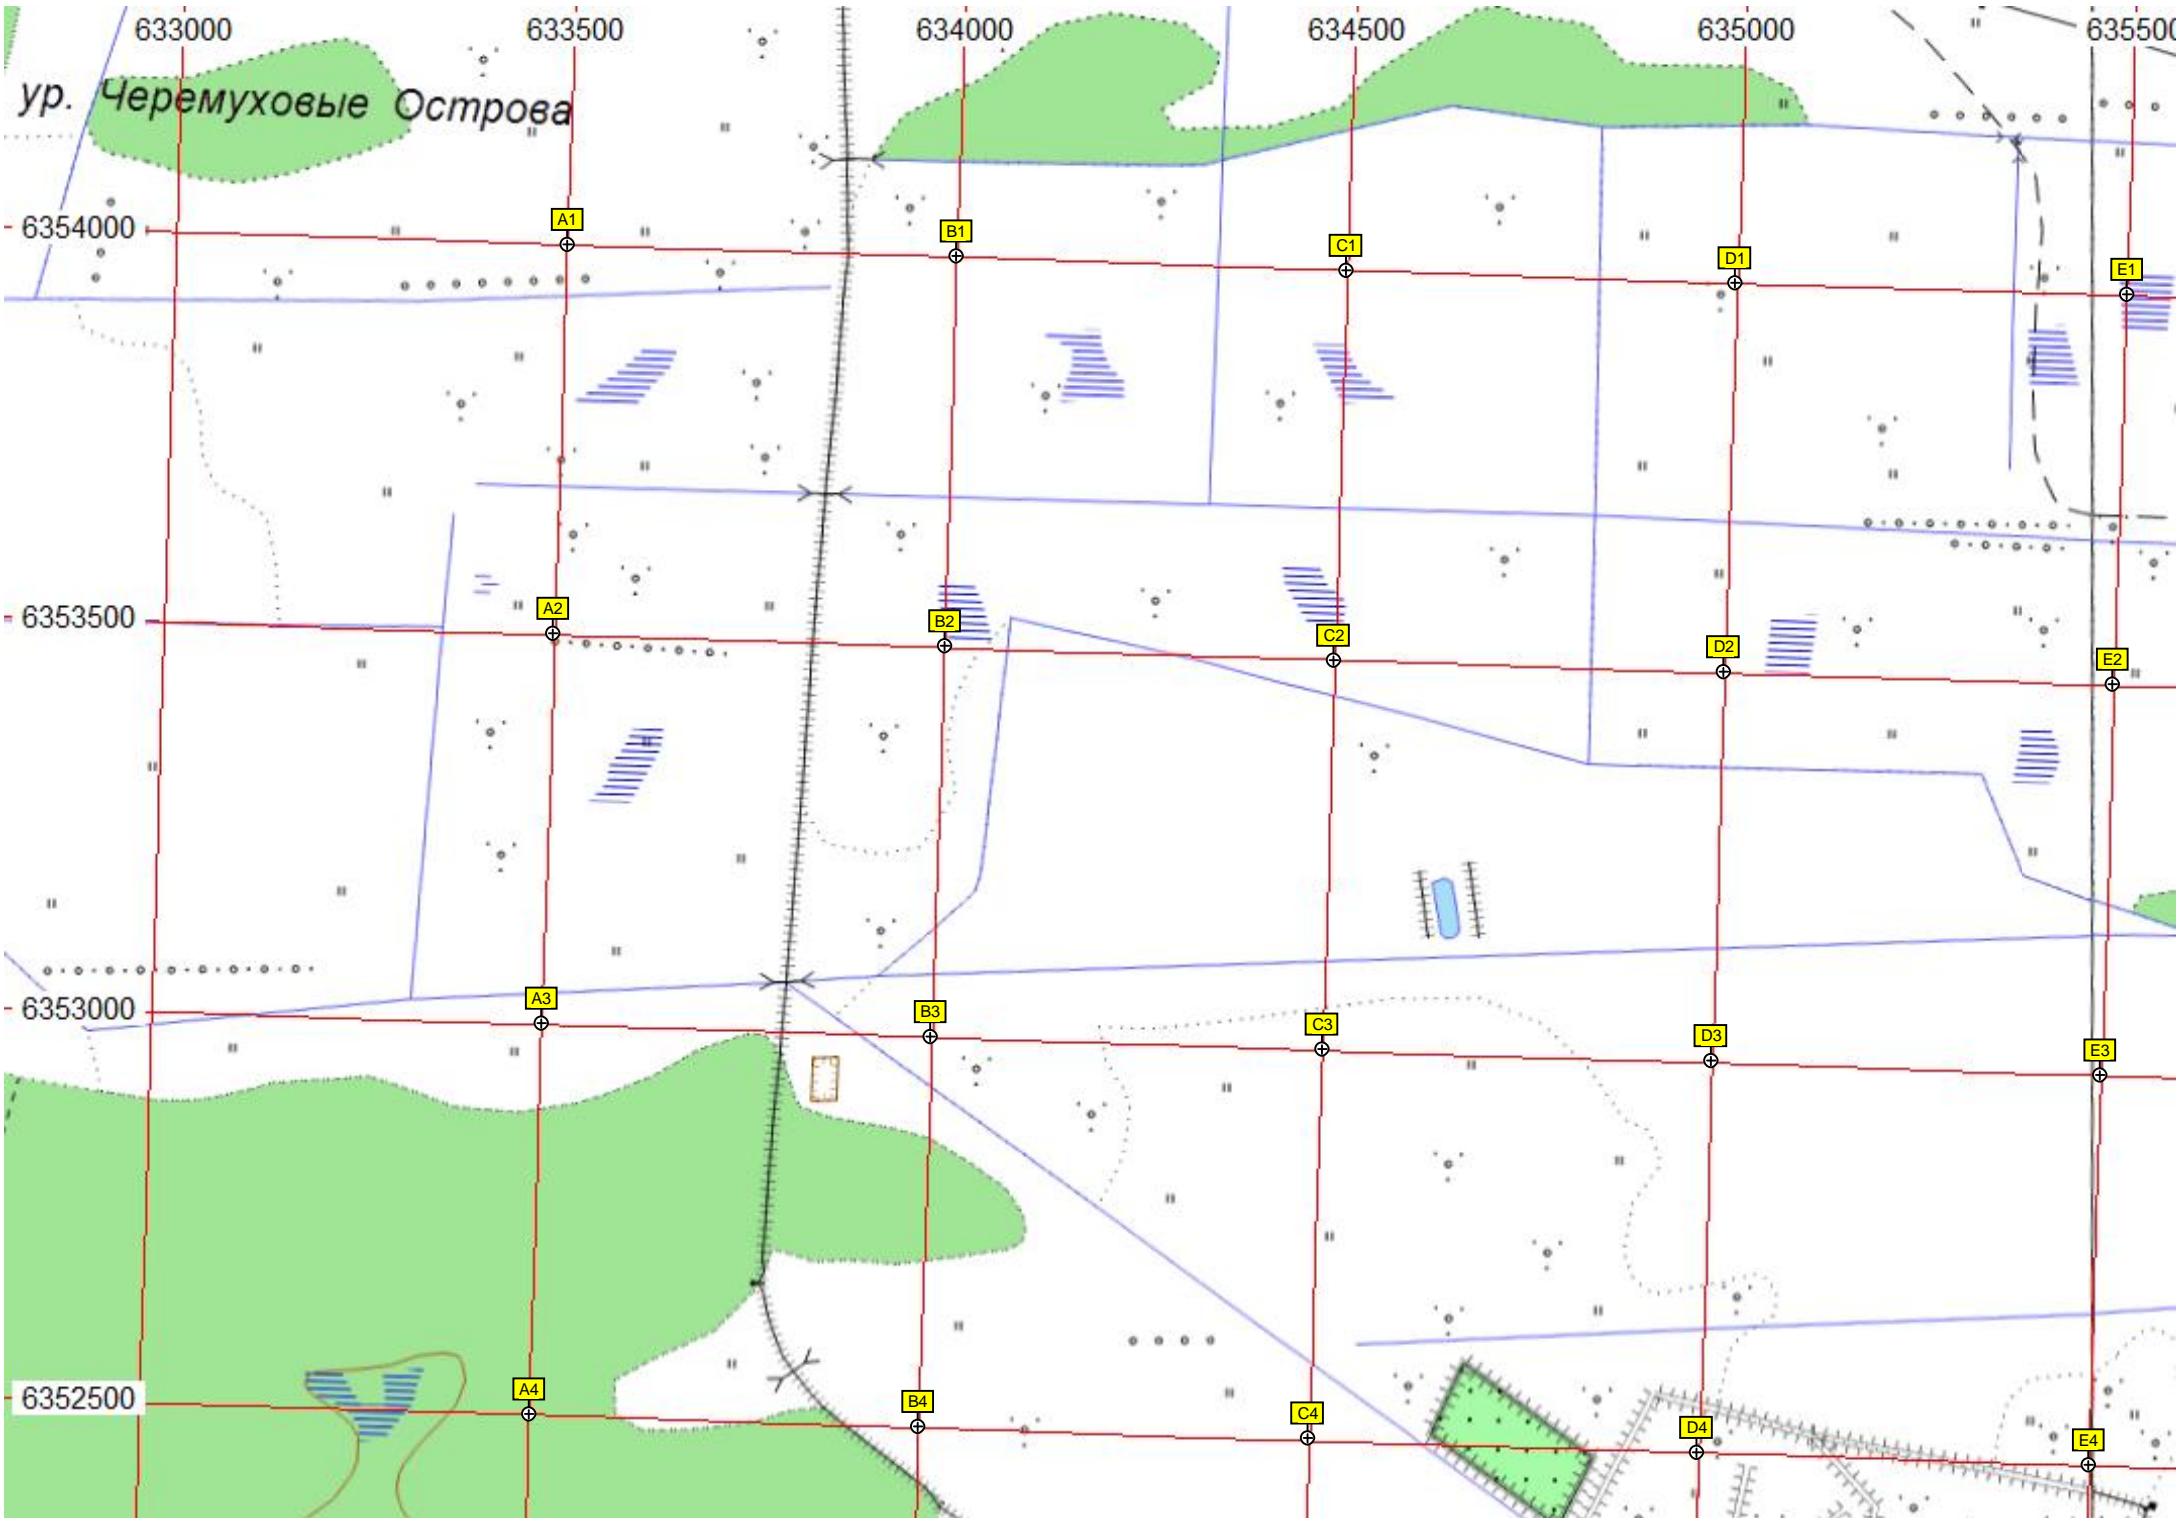 633000 633500 634000 634500 635000 635500
ур. Черемуховые Острова
6354000
A1 B1 C1 D1 E1
6353500
A2 B2 C2 D2 E2
6353000
A3 B3 C3 D3 E3
6352500
A4 B4 C4 D4 E4